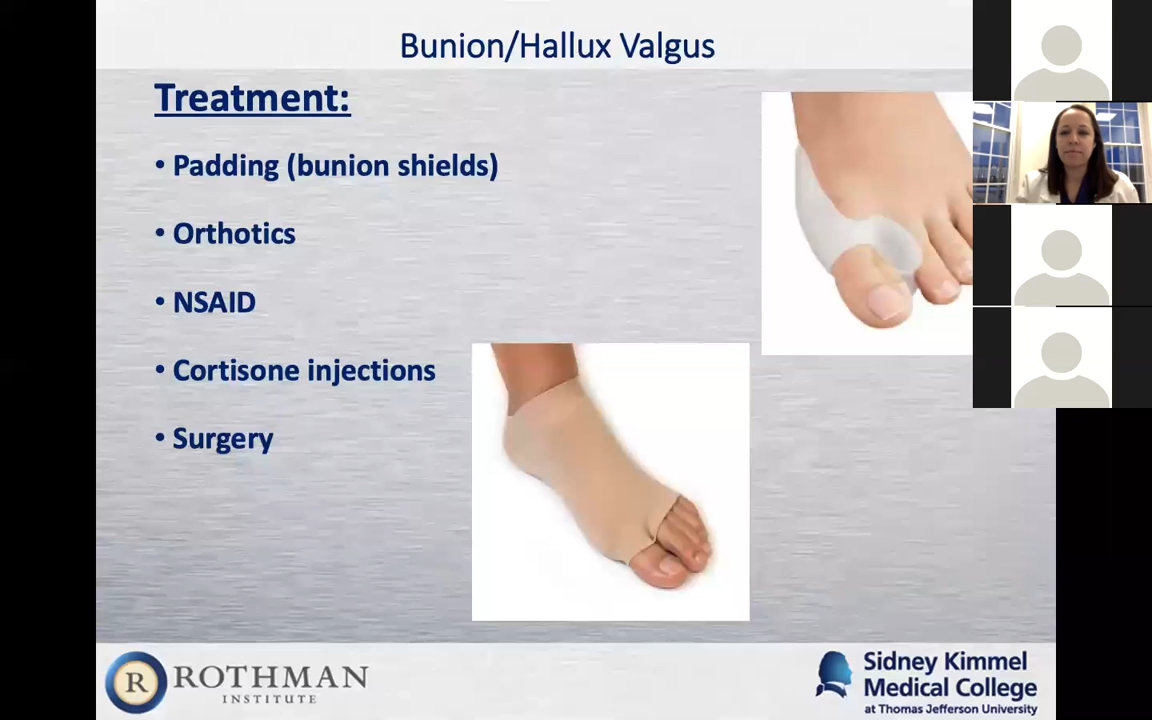 Bunion/Hallux Valgus
Treatment:
• Padding (bunion shields)
• Orthotics
• NSAID
• Cortisone injections
• Surgery
R ROTHMAN
INSTITUTE
Sidney Kimmel
Medical College
at Thomas Jefferson University